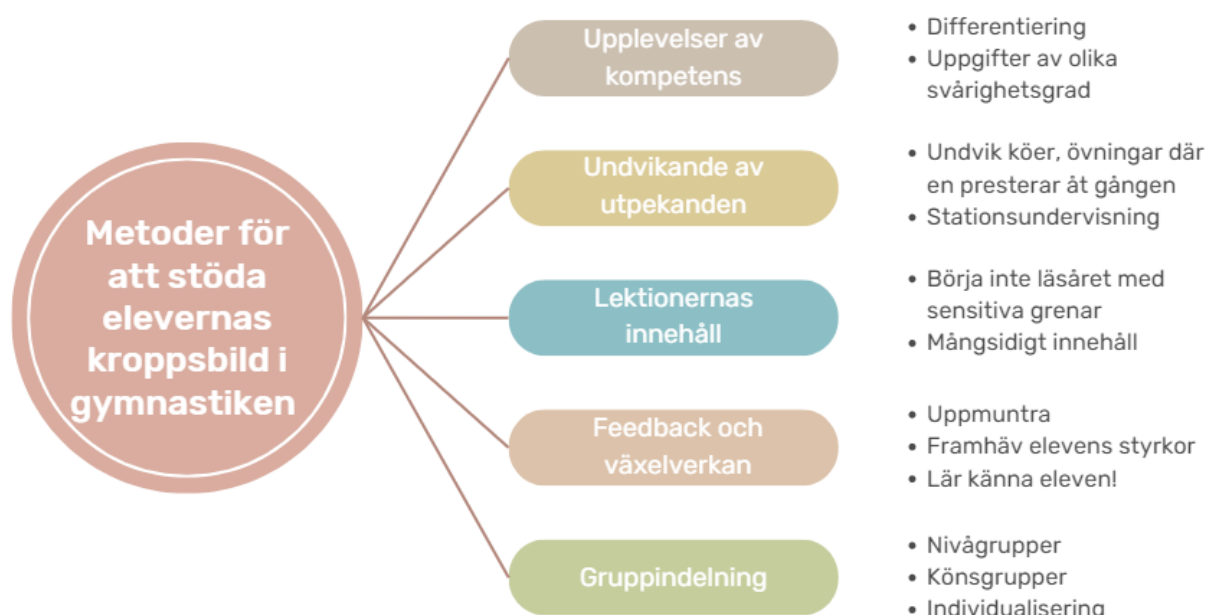 Metoder för
att stöda
elevernas
kroppsbild i
gymnastiken
Upplevelser av
kompetens
• Differentiering
• Uppgifter av olika
svårighetsgrad
Undvikande av
utpekanden
• Undvik köer, övningar där
en presterar åt gången
• Stationsundervisning
Lektionernas
innehåll
• Börja inte läsåret med
sensitiva grenar
• Mångsidigt innehåll
Feedback och
växelverkan
• Uppmuntra
• Framhäv elevens styrkor
• Lär känna eleven!
Gruppindelning
• Nivågrupper
• Könsgrupper
• Individualisering